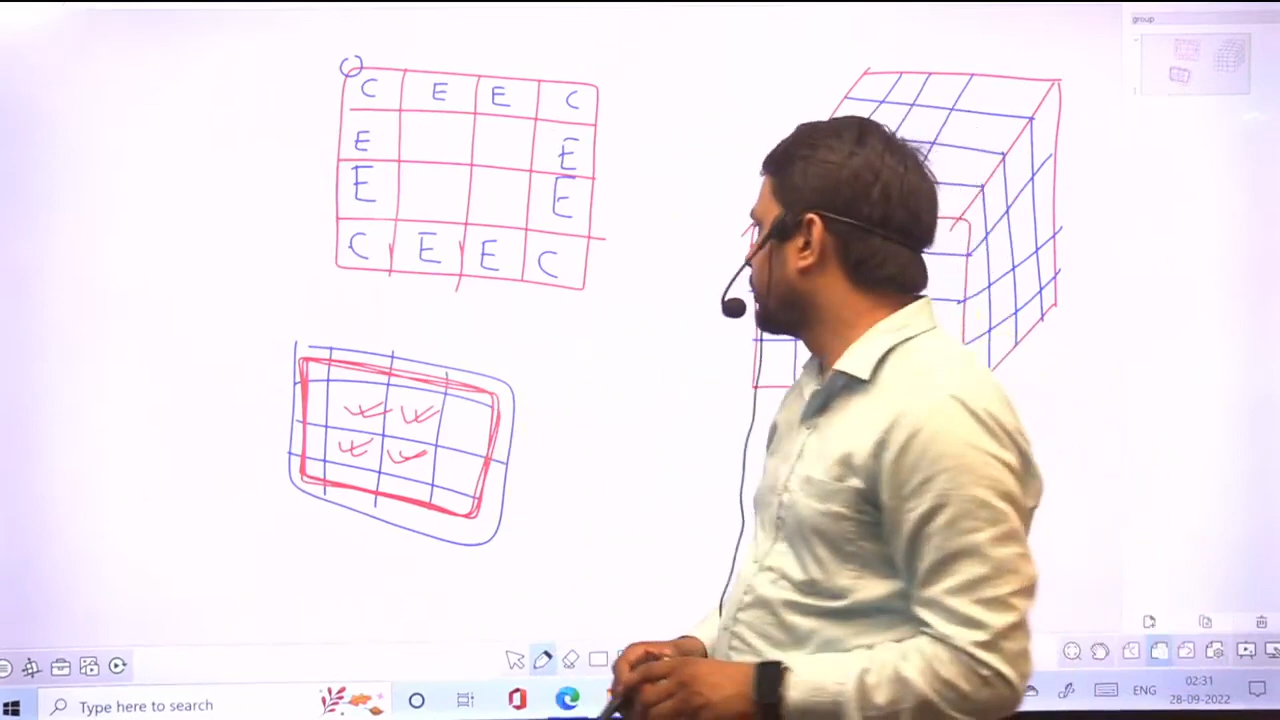 group
C E E C
E E
E E
C E E C
ENG
02:31
28-09-2022
Type here to search